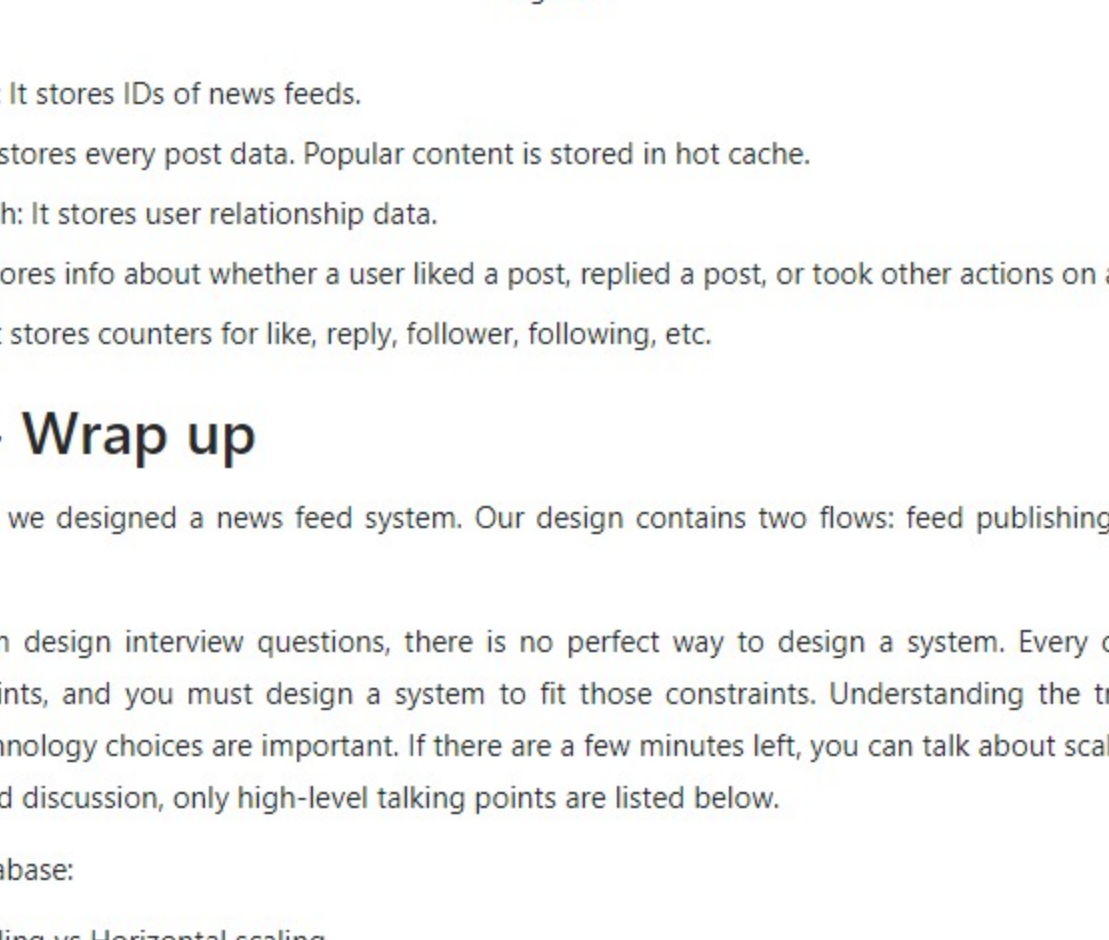 : It stores IDs of news feeds.
stores every post data. Popular content is stored in hot cache.
h: It stores user relationship data.
ores info about whether a user liked a post, replied a post, or took other actions on a
t stores counters for like, reply, follower, following, etc.
Wrap up
we designed a news feed system. Our design contains two flows: feed publishing
design interview questions, there is no perfect way to design a system. Every
ints, and you must design a system to fit those constraints. Understanding the tr
nology choices are important. If there are a few minutes left, you can talk about scal
d discussion, only high-level talking points are listed below.
abase:
ling vs Horizontal scaling